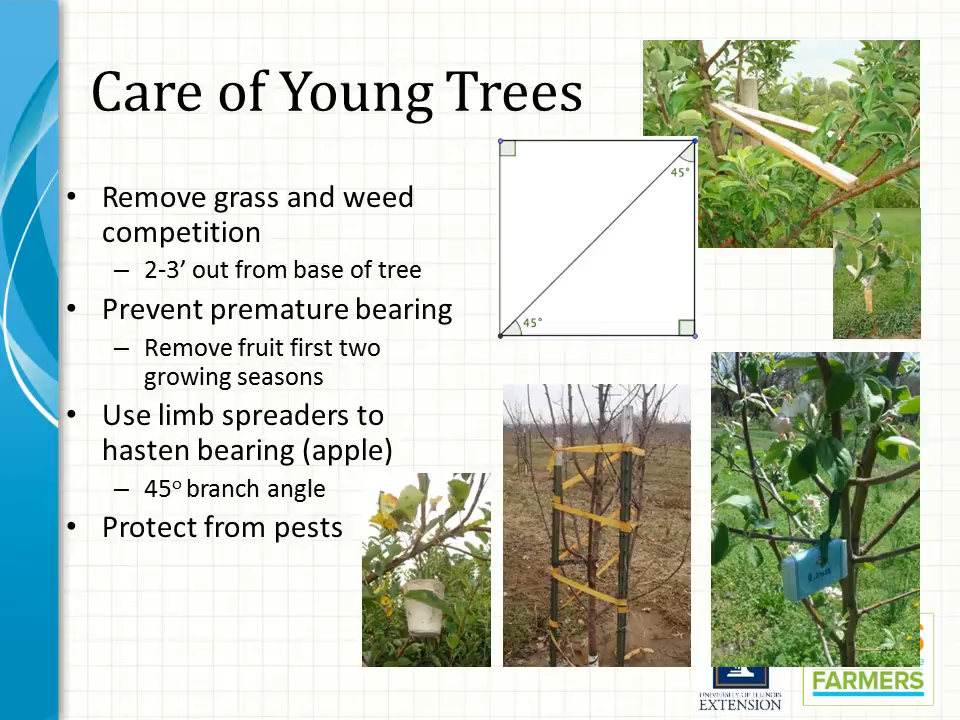 Care of Young Trees
• Remove grass and weed
competition
– 2-3’ out from base of tree
• Prevent premature bearing
– Remove fruit first two
growing seasons
• Use limb spreaders to
hasten bearing (apple)
– 45° branch angle
• Protect from pests
45°
45°
Lisa
UNIVERSITY OF ILLINOIS
EXTENSION
FARMERS